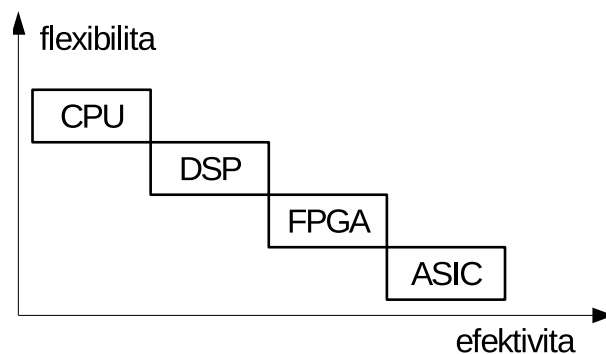 flexibilita
CPU
DSP
FPGA
ASIC
efektivita